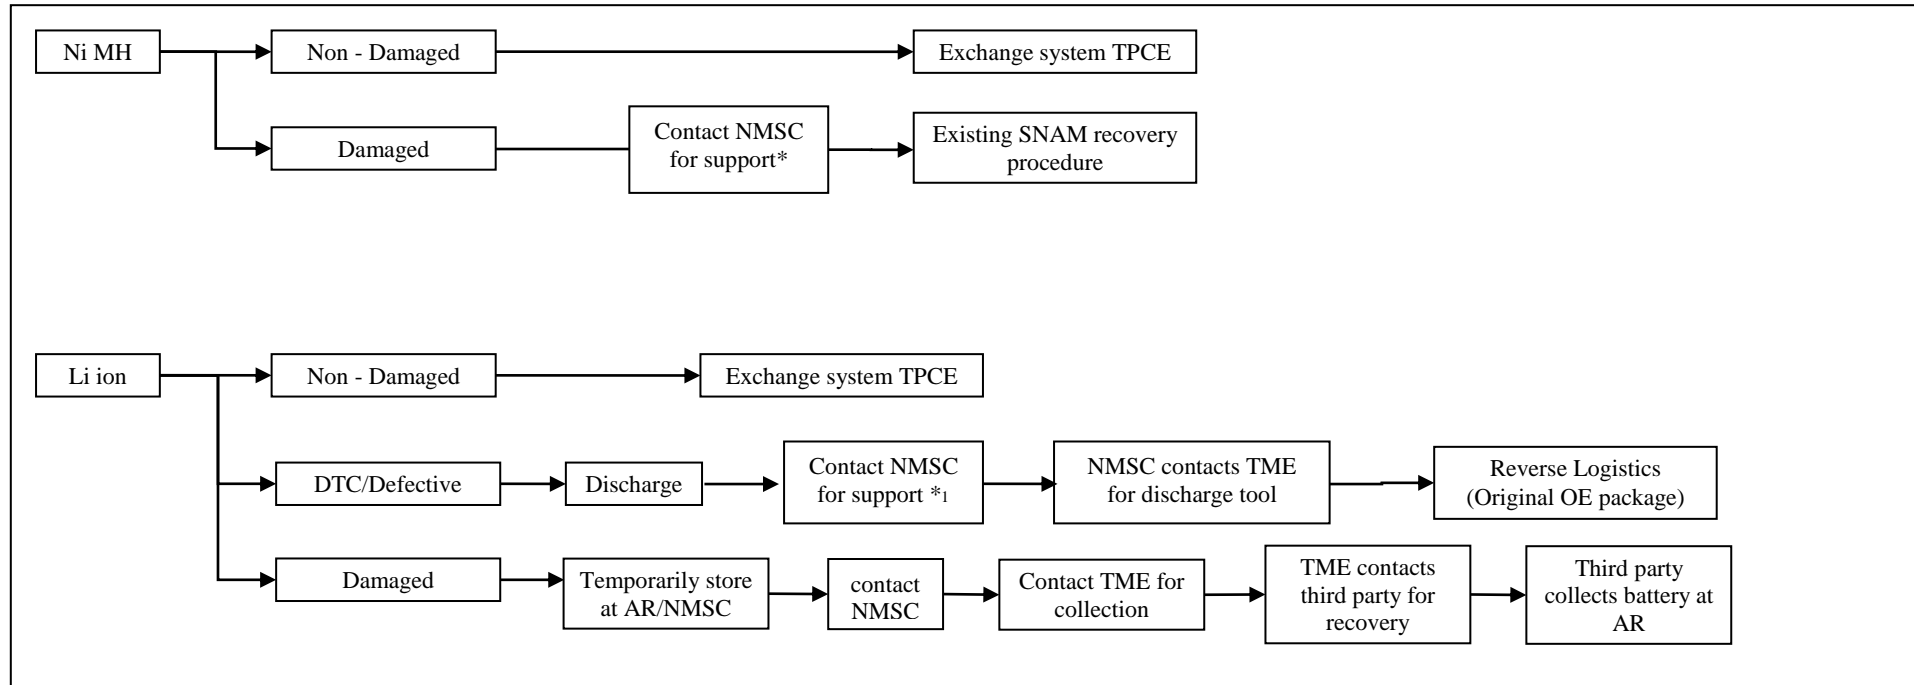 Ni MH
Non - Damaged
Exchange system TPCE
Damaged
Contact NMSC
for support*
Existing SNAM recovery
procedure
Li ion
Non - Damaged
Exchange system TPCE
DTC/Defective
Discharge
Contact NMSC
for support *₁
NMSC contacts TME
for discharge tool
Reverse Logistics
(Original OE package)
Damaged
Temporarily store
at AR/NMSC
contact
NMSC
Contact TME for
collection
TME contacts
third party for
recovery
Third party
collects battery at
AR